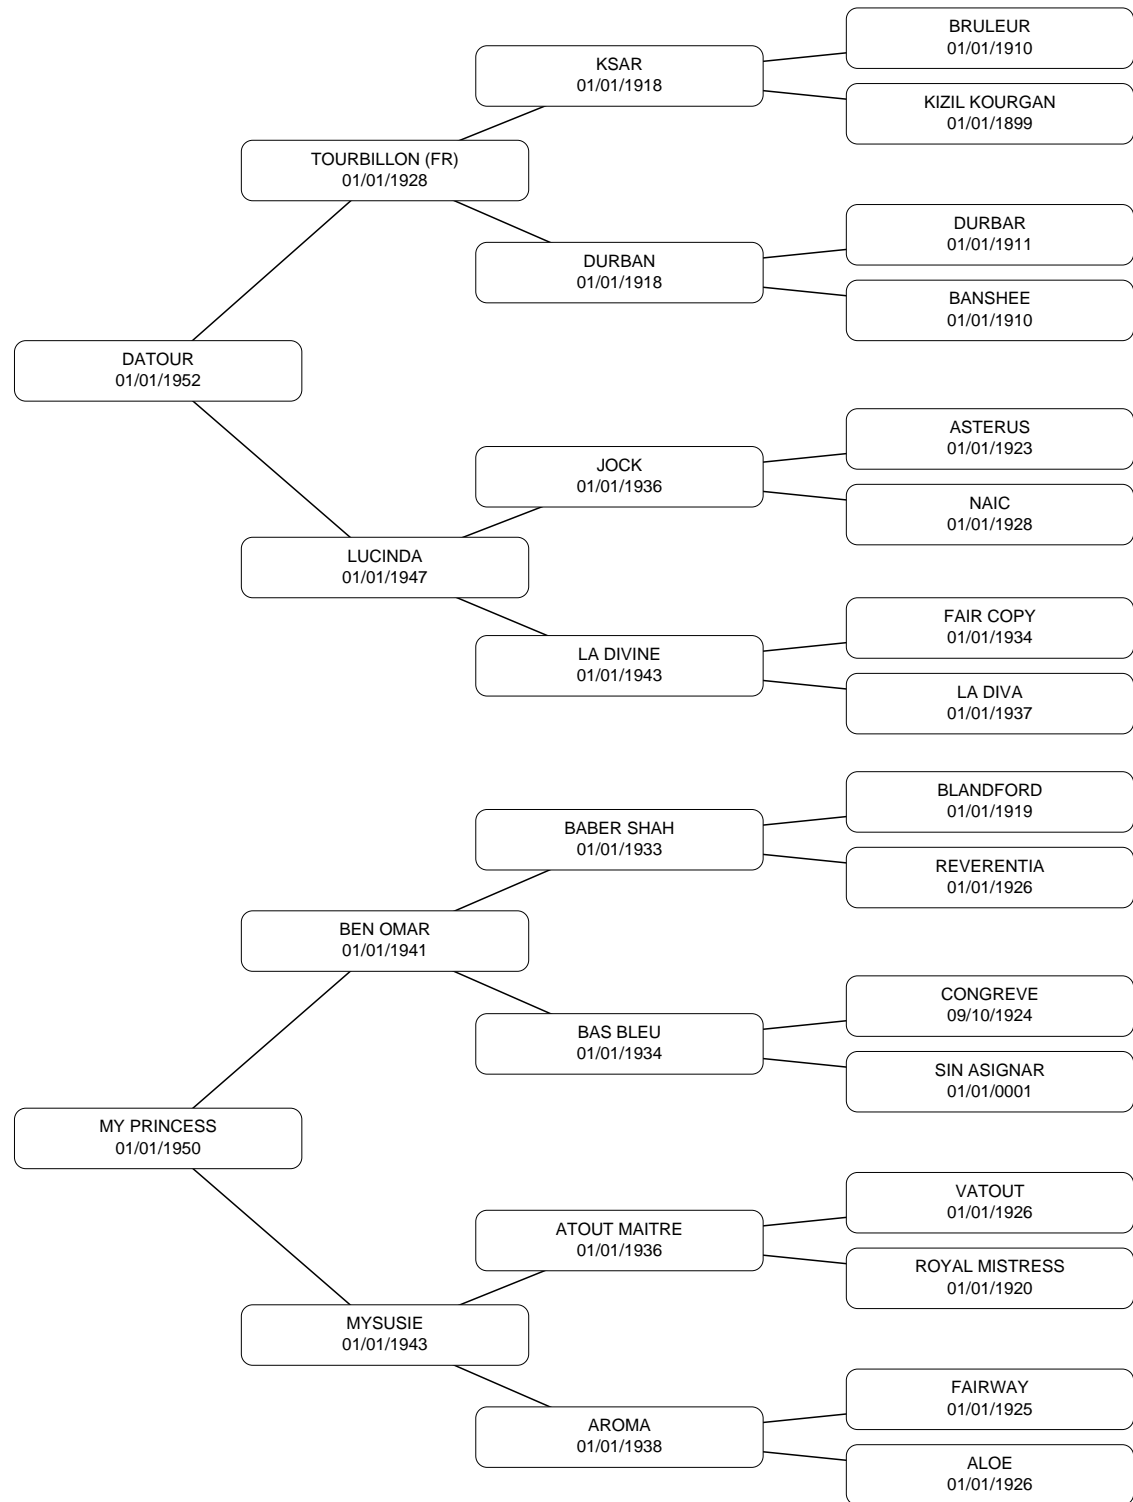 BRULEUR
01/01/1910
KSAR
01/01/1918
KIZIL KOURGAN
01/01/1899
TOURBILLON (FR)
01/01/1928
DURBAR
01/01/1911
DURBAN
01/01/1918
BANSHEE
01/01/1910
DATOUR
01/01/1952
ASTERUS
01/01/1923
JOCK
01/01/1936
NAIC
01/01/1928
LUCINDA
01/01/1947
FAIR COPY
01/01/1934
LA DIVINE
01/01/1943
LA DIVA
01/01/1937
BLANDFORD
01/01/1919
BABER SHAH
01/01/1933
REVERENTIA
01/01/1926
BEN OMAR
01/01/1941
CONGREVE
09/10/1924
BAS BLEU
01/01/1934
SIN ASIGNAR
01/01/0001
MY PRINCESS
01/01/1950
VATOUT
01/01/1926
ATOUT MAITRE
01/01/1936
ROYAL MISTRESS
01/01/1920
MYSUSIE
01/01/1943
FAIRWAY
01/01/1925
AROMA
01/01/1938
ALOE
01/01/1926